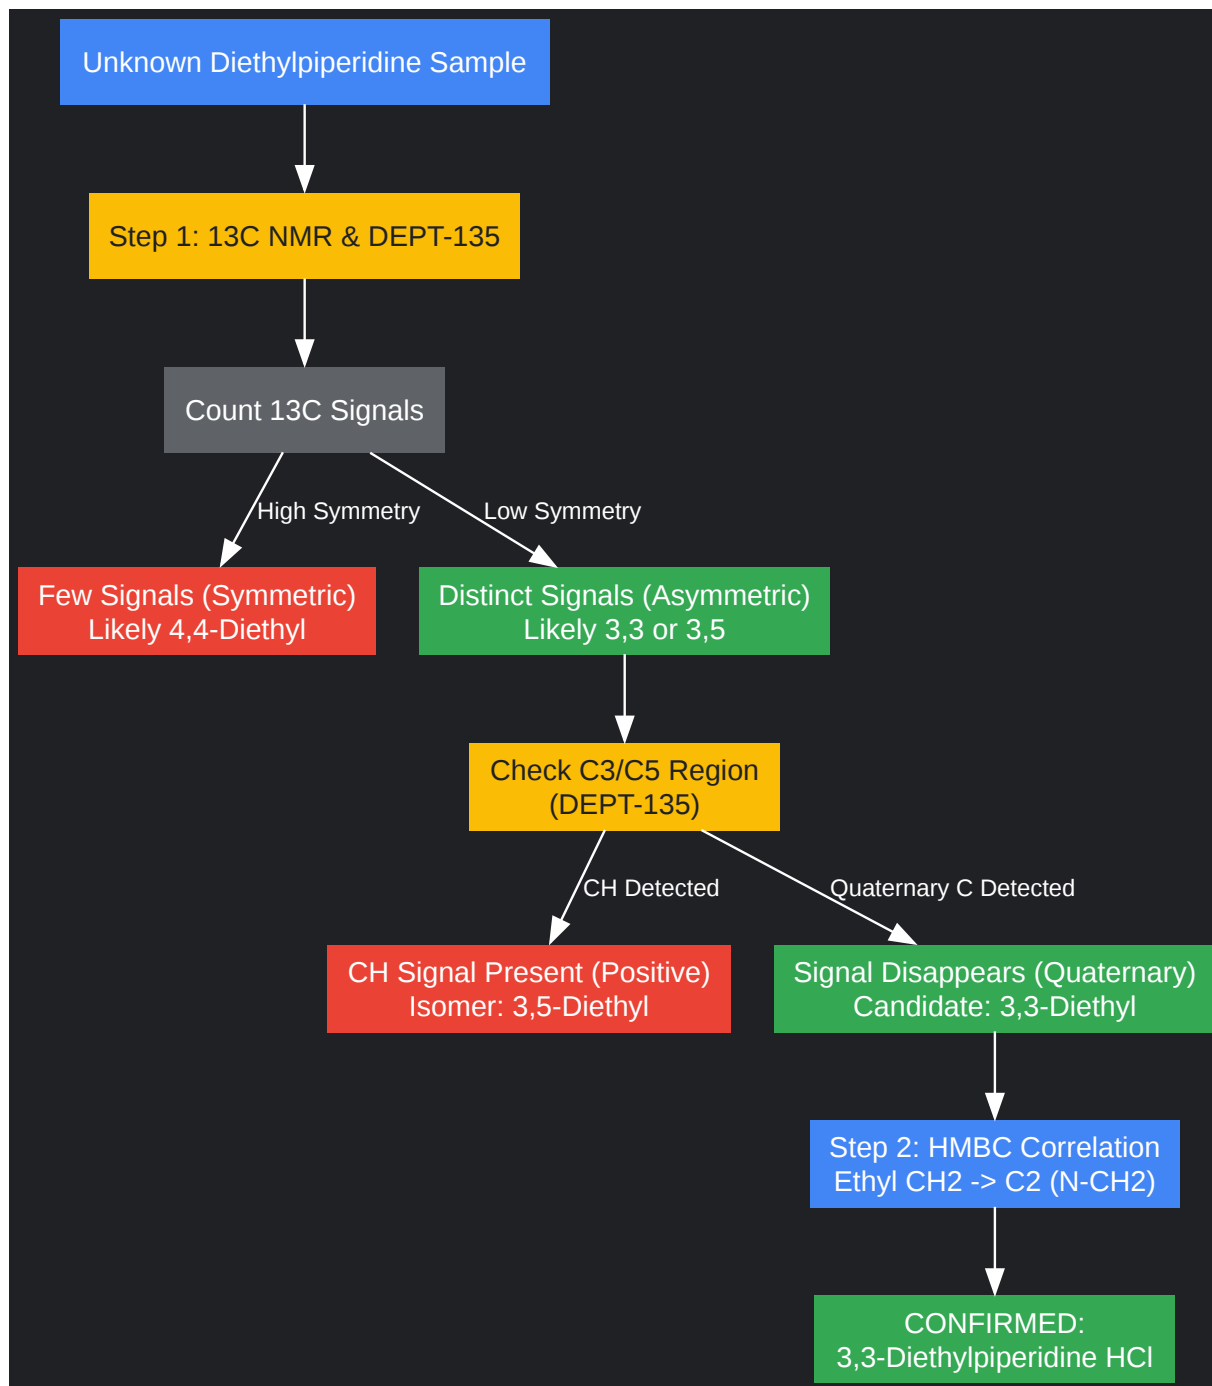 Unknown Diethylpiperidine Sample
Step 1: 13C NMR & DEPT-135
Count 13C Signals
High Symmetry
Low Symmetry
Few Signals (Symmetric)
Likely 4,4-Diethyl
Distinct Signals (Asymmetric)
Likely 3,3 or 3,5
Check C3/C5 Region
(DEPT-135)
CH Detected
Quaternary C Detected
CH Signal Present (Positive)
Isomer: 3,5-Diethyl
Signal Disappears (Quaternary)
Candidate: 3,3-Diethyl
Step 2: HMBC Correlation
Ethyl CH2 -> C2 (N-CH2)
CONFIRMED:
3,3-Diethylpiperidine HCl